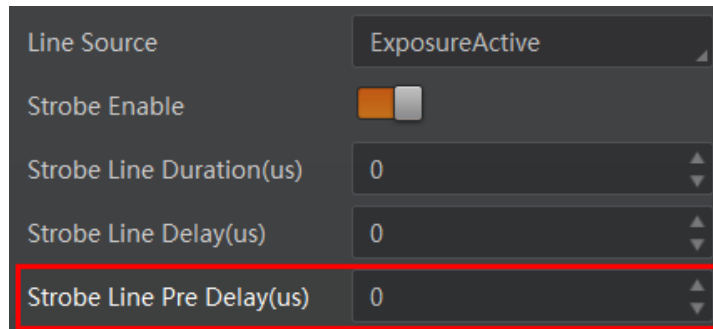 Line Source ExposureActive
Strobe Enable
Strobe Line Duration(us) 0
Strobe Line Delay(us) 0
Strobe Line Pre Delay(us) 0